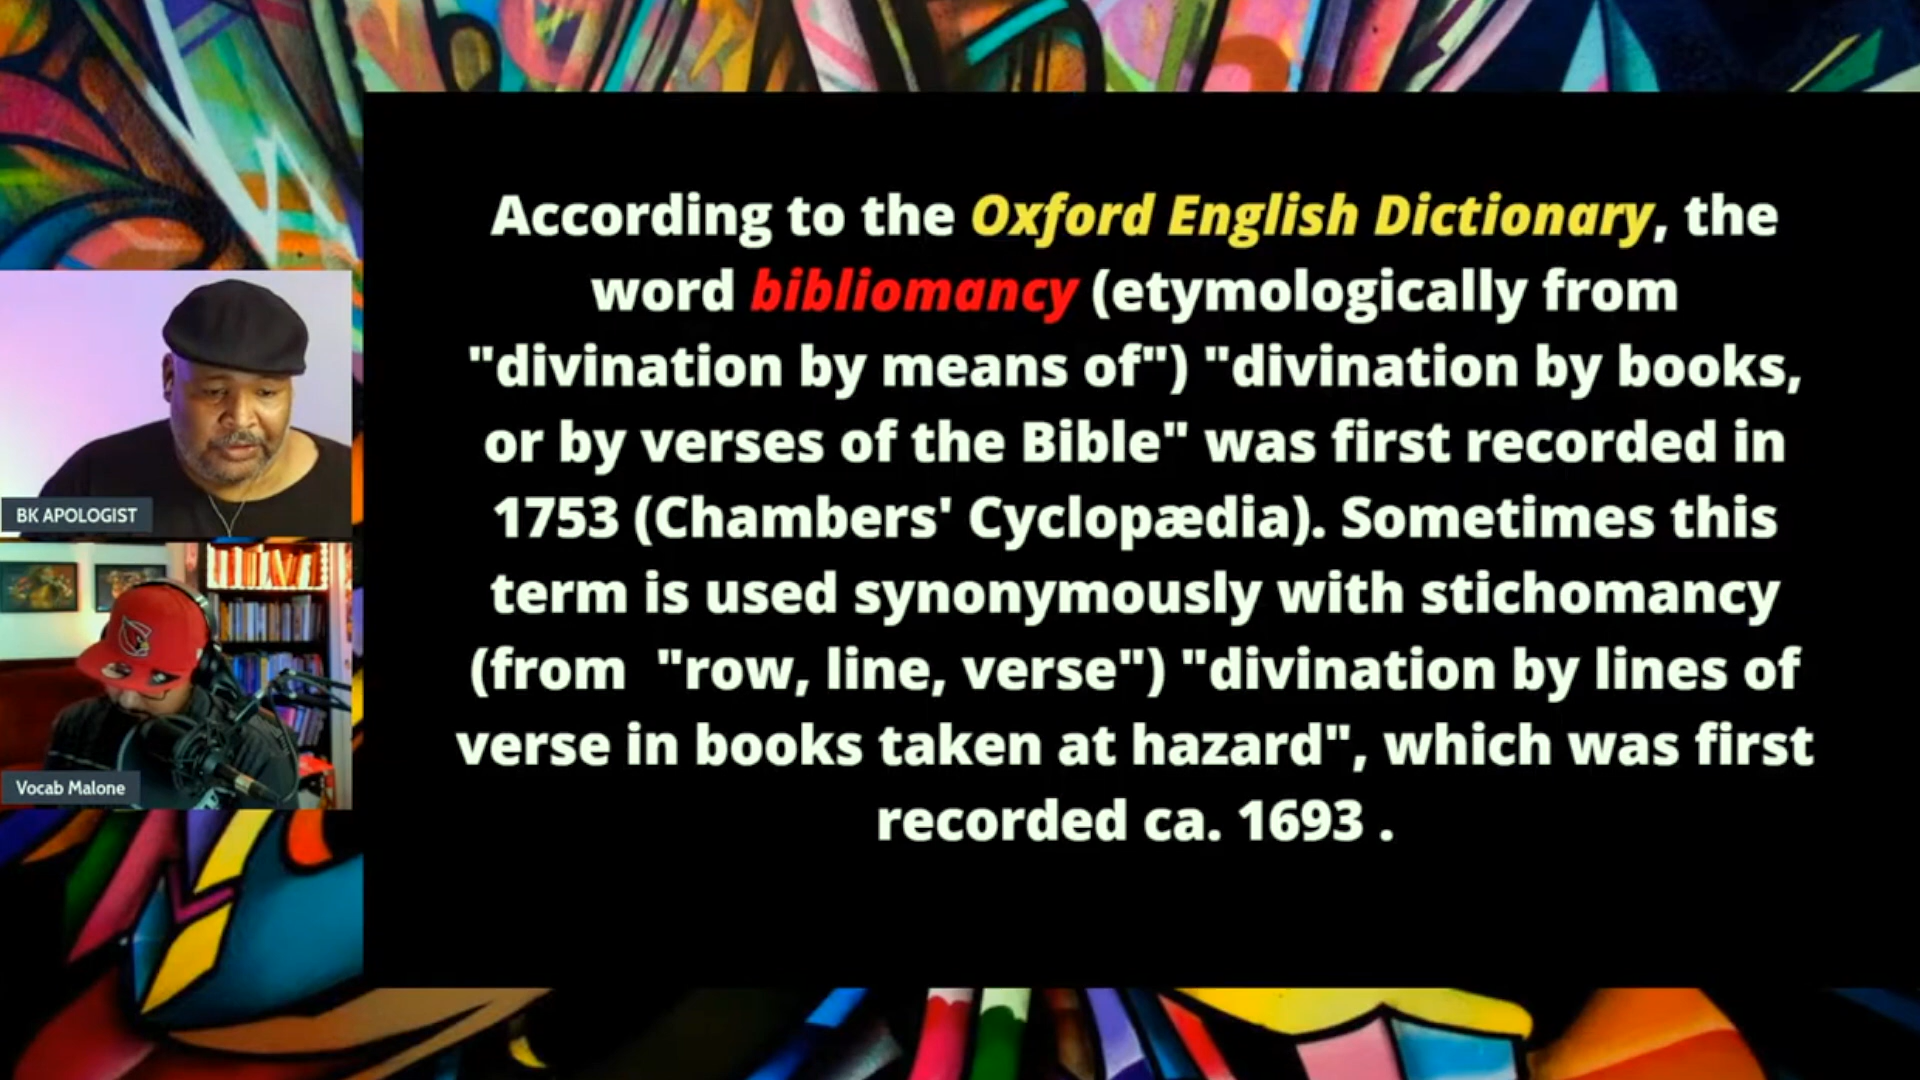 According to the Oxford English Dictionary, the
word bibliomancy (etymologically from
"divination by means of") "divination by books,
or by verses of the Bible" was first recorded in
1753 (Chambers' Cyclopædia). Sometimes this
term is used synonymously with stichomancy
(from  "row, line, verse") "divination by lines of
verse in books taken at hazard", which was first
recorded ca. 1693 .
BK APOLOGIST
Vocab Malone